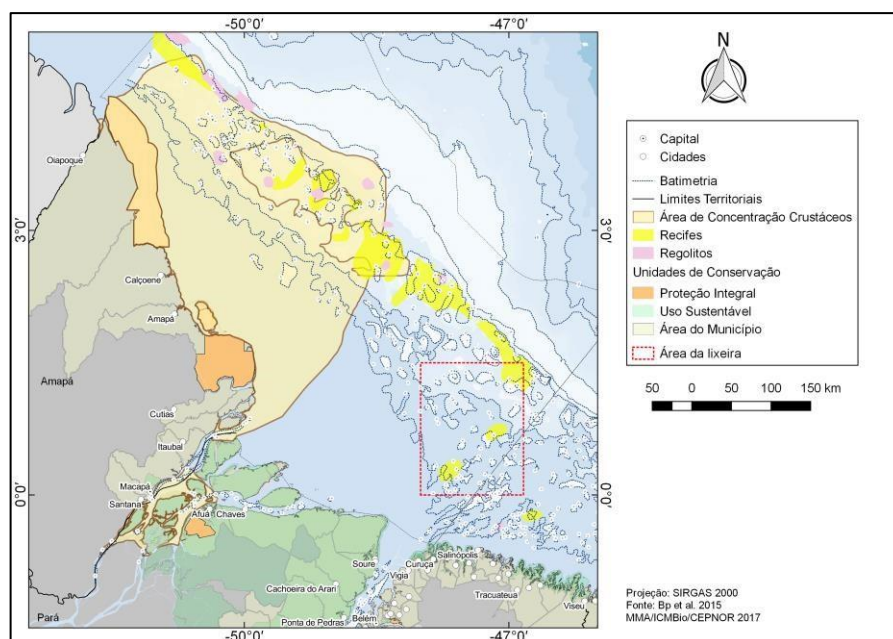 -50°0'
-47°0'
N
Oiapoque
3°0'
3°0'
Calçoene
Amapá
Amapá
Cutias
Itaubal
Macapá
Santana
Afuá
Chaves
0°0'
0°0'
Soure
Salinópolis
Curuçá
Vigia
Cachoeira do Arari
Tracuateua
Viseu
Belém
Ponta de Pedras
Pará
-50°0'
-47°0'
Capital
Cidades
Batimetria
Limites Territoriais
Área de Concentração Crustáceos
Recifes
Regolitos
Unidades de Conservação
Proteção Integral
Uso Sustentável
Área do Município
Área da lixeira
50 0 50 100 150 km
Projeção: SIRGAS 2000
Fonte: Bp et al. 2015
MMA/ICMBio/CEPNOR 2017